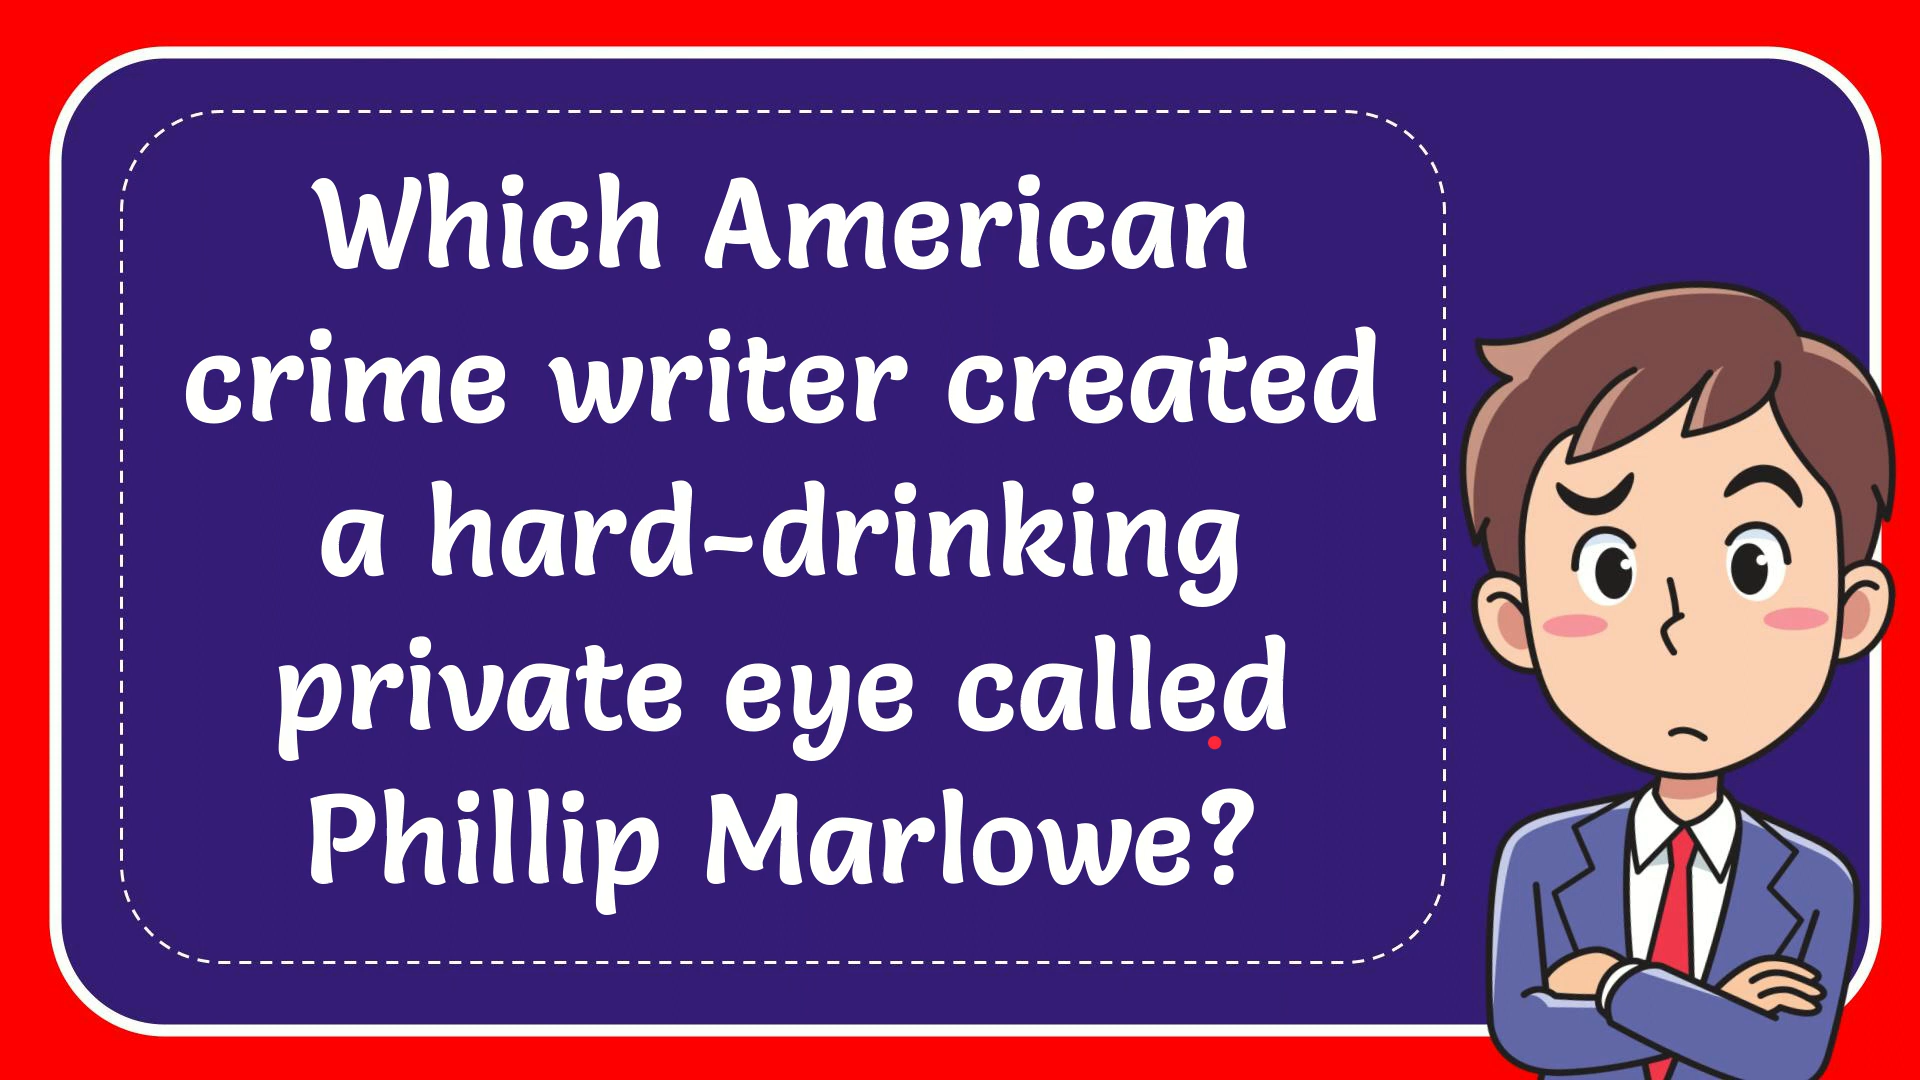 Which American
crime writer created
a hard-drinking
private eye called
Phillip Marlowe?